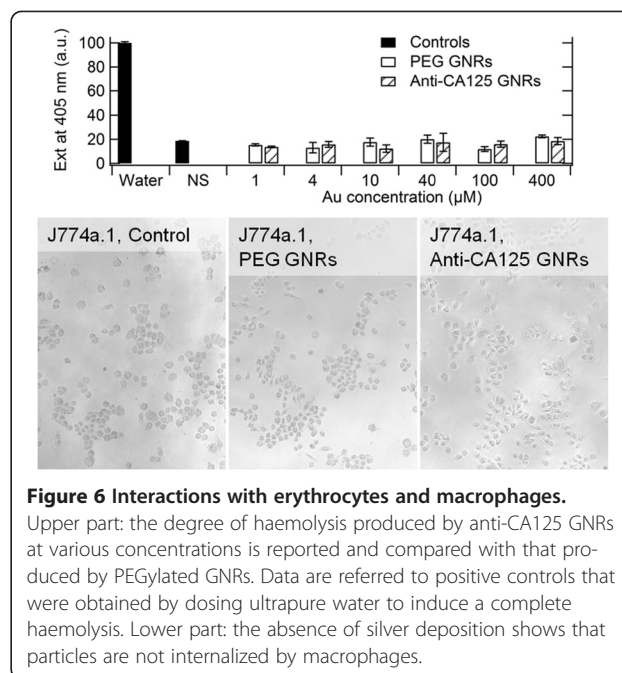 100
80
60
40
20
0
Ext at 405 nm (a.u.)
Controls
PEG GNRs
Anti-CA125 GNRs
Water NS 1 4 10 40 100 400
Au concentration (µM)
J774a.1, Control
J774a.1,
PEG GNRs
J774a.1,
Anti-CA125 GNRs
Figure 6 Interactions with erythrocytes and macrophages.
Upper part: the degree of haemolysis produced by anti-CA125 GNRs
at various concentrations is reported and compared with that pro-
duced by PEGylated GNRs. Data are referred to positive controls that
were obtained by dosing ultrapure water to induce a complete
haemolysis. Lower part: the absence of silver deposition shows that
particles are not internalized by macrophages.